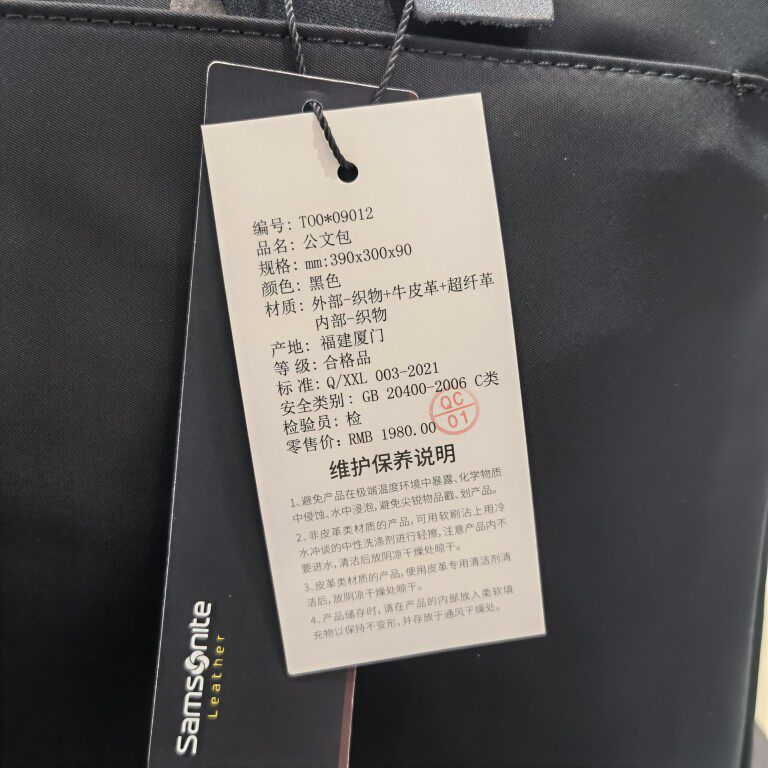 编号: TOO*09012
品名: 公文包
规格: mm:390x300x90
颜色: 黑色
材质: 外部-织物+牛皮革+超纤革
内部-织物
产地: 福建厦门
等 级: 合格品
标 准: Q/XXL 003-2021
安全类别: GB 20400-2006 C类
检验员: 检
QC
01
零售价: RMB 1980.00
维护保养说明
1、避免产品在极端温度环境中暴露、化学物质
中侵蚀、水中浸泡，避免尖锐物品戳、划产品。
2、非皮革类材质的产品，可用软刷沾上用冷
水冲谈的中性洗涤剂进行轻擦，注意产品内不
要进水，清洁后放阴凉干燥处晾干。
3、皮革类材质的产品，使用皮革专用清洁剂清
洁后，放阴凉干燥处晾干。
4、产品储存时，请在产品的内部放入柔软填
充物以保持不变形，并存放于通风干燥处。
Samsonite
Leather